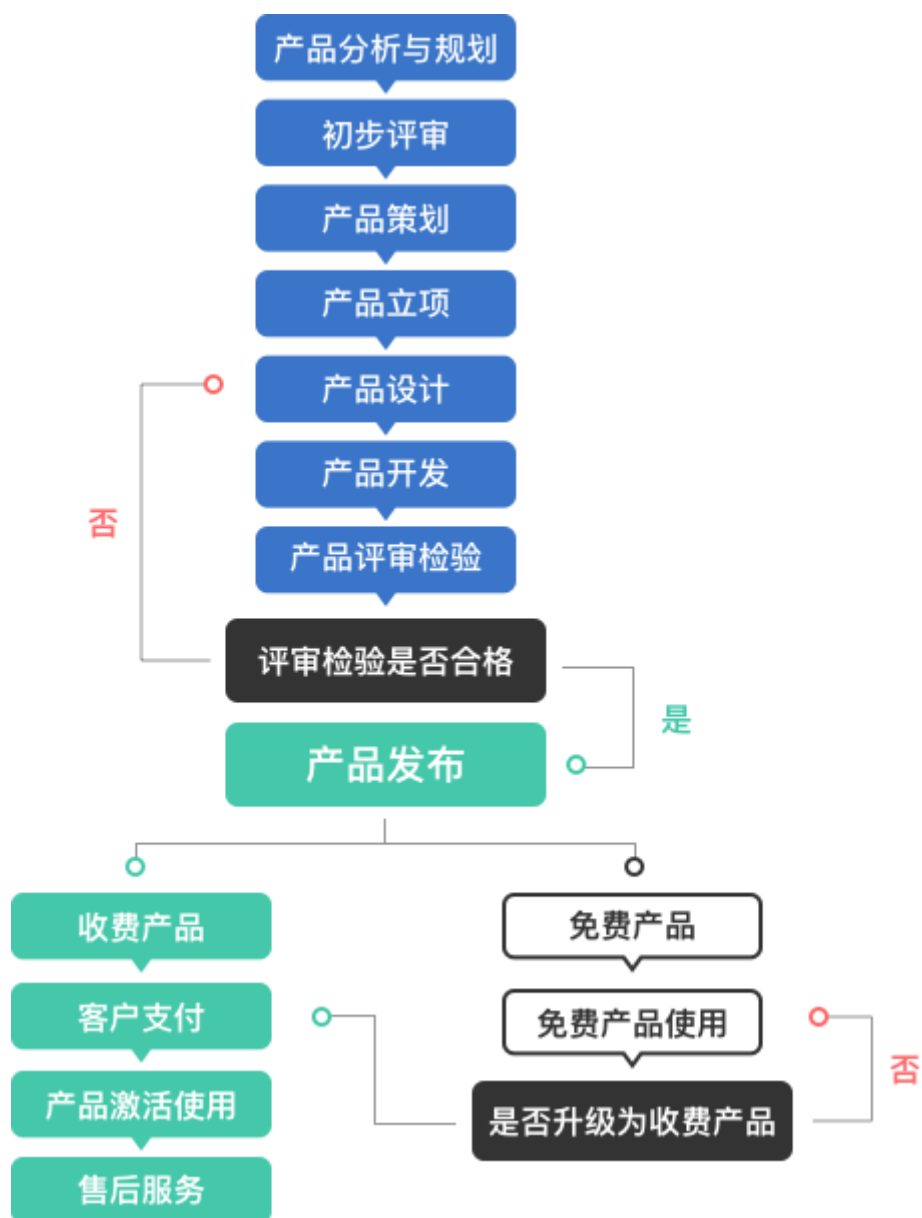 产品分析与规划
初步评审
产品策划
产品立项
产品设计
产品开发
否
产品评审检验
评审检验是否合格
是
产品发布
收费产品
免费产品
客户支付
免费产品使用
否
产品激活使用
是否升级为收费产品
售后服务